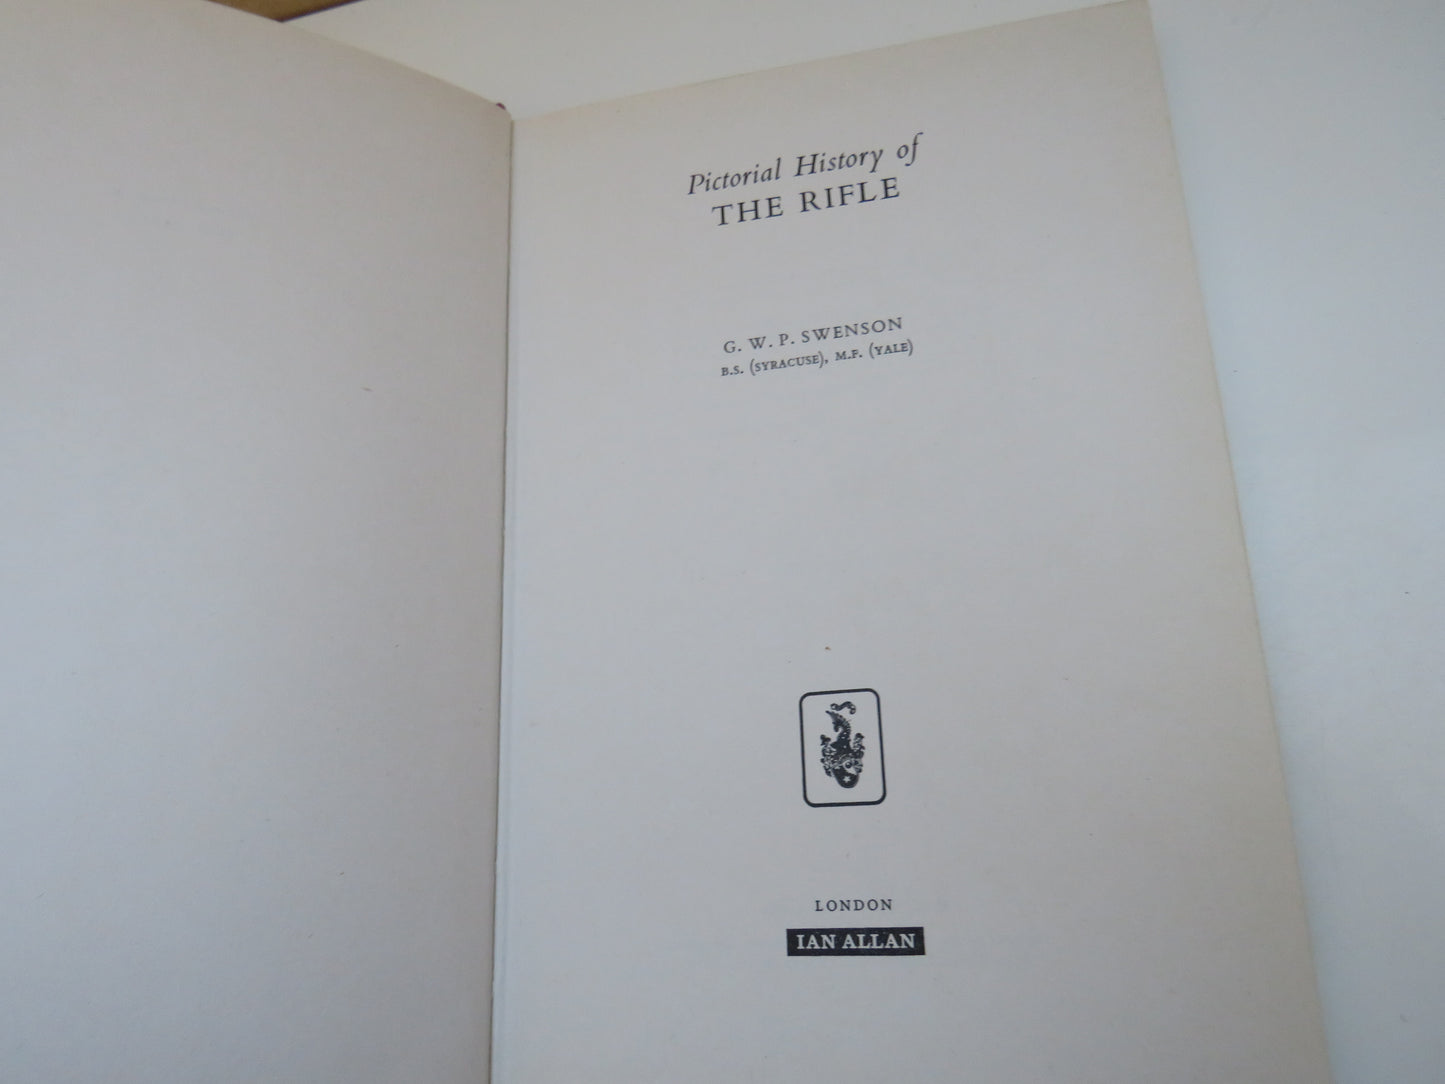 Pictorial History of
THE RIFLE
G. W. P. SWENSON
B.S. (SYRACUSE), M.F. (YALE)
LONDON
IAN ALLAN